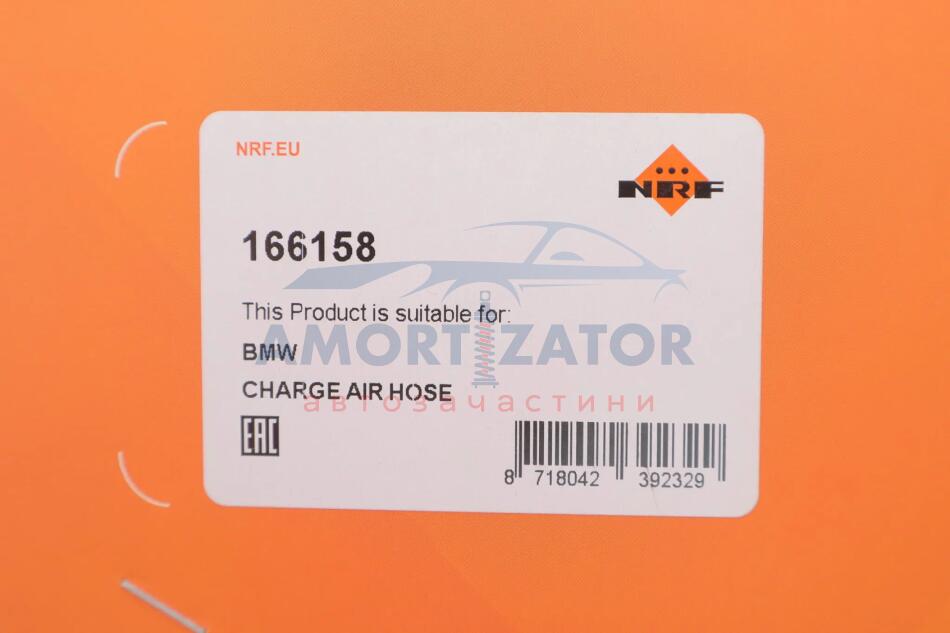 NRF.EU
NRF
166158
This Product is suitable for:
AMORTIZATOR
BMW
CHARGE AIR HOSE
автозачастини
EAC
8 718042 392329